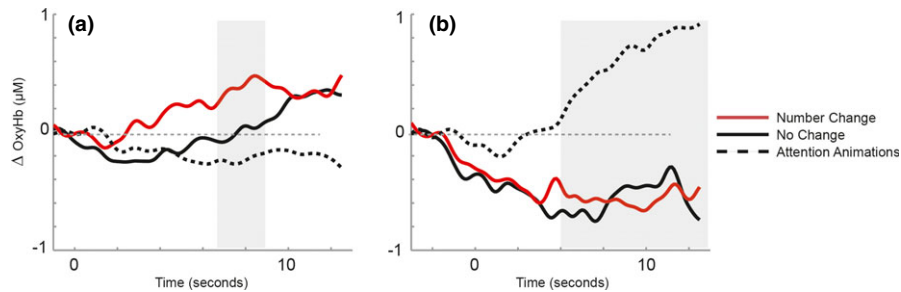 (a)
(b)
1
0
-1
Δ OxyHb (µM)
0
10
Time (seconds)
1
0
-1
0
10
Time (seconds)
Number Change
No Change
Attention Animations